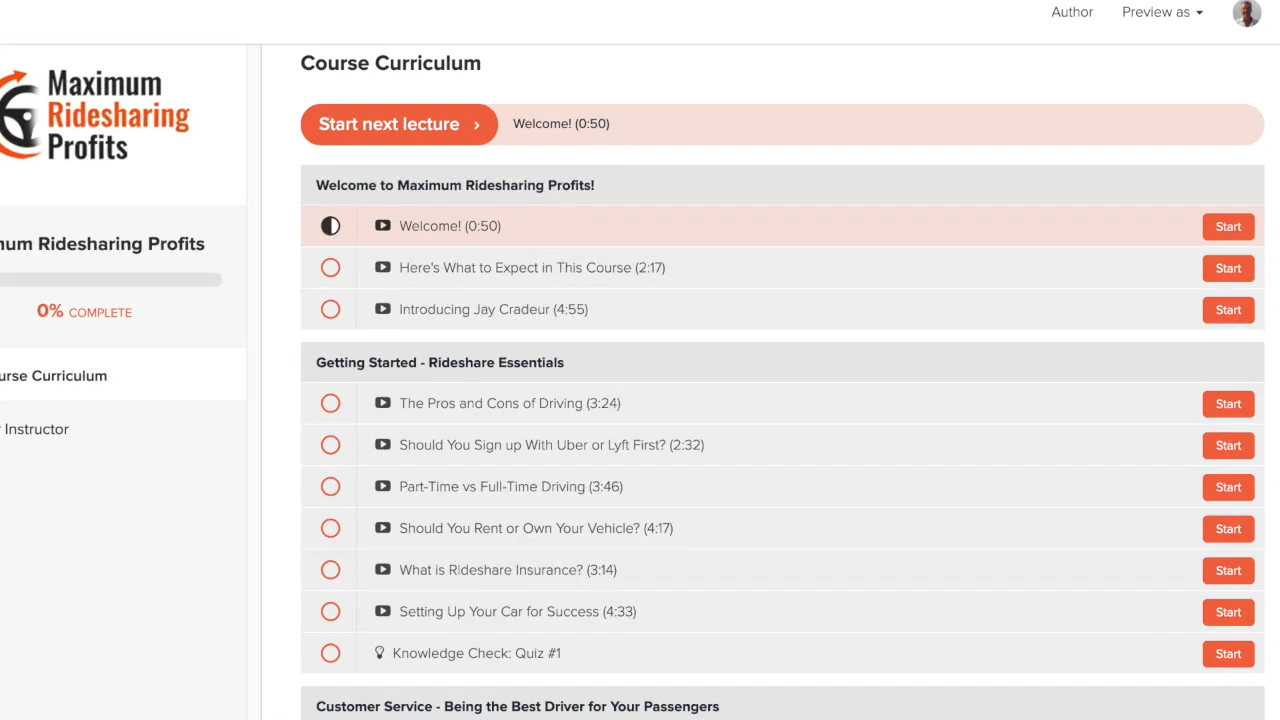 Author
Preview as
Maximum
Ridesharing
Profits
num Ridesharing Profits
0% COMPLETE
urse Curriculum
r Instructor
Course Curriculum
Start next lecture
Welcome! (0:50)
Welcome to Maximum Ridesharing Profits!
Welcome! (0:50)
Start
Here's What to Expect in This Course (2:17)
Start
Introducing Jay Cradeur (4:55)
Start
Getting Started - Rideshare Essentials
The Pros and Cons of Driving (3:24)
Start
Should You Sign up With Uber or Lyft First? (2:32)
Start
Part-Time vs Full-Time Driving (3:46)
Start
Should You Rent or Own Your Vehicle? (4:17)
Start
What is Rideshare Insurance? (3:14)
Start
Setting Up Your Car for Success (4:33)
Start
Knowledge Check: Quiz #1
Start
Customer Service - Being the Best Driver for Your Passengers